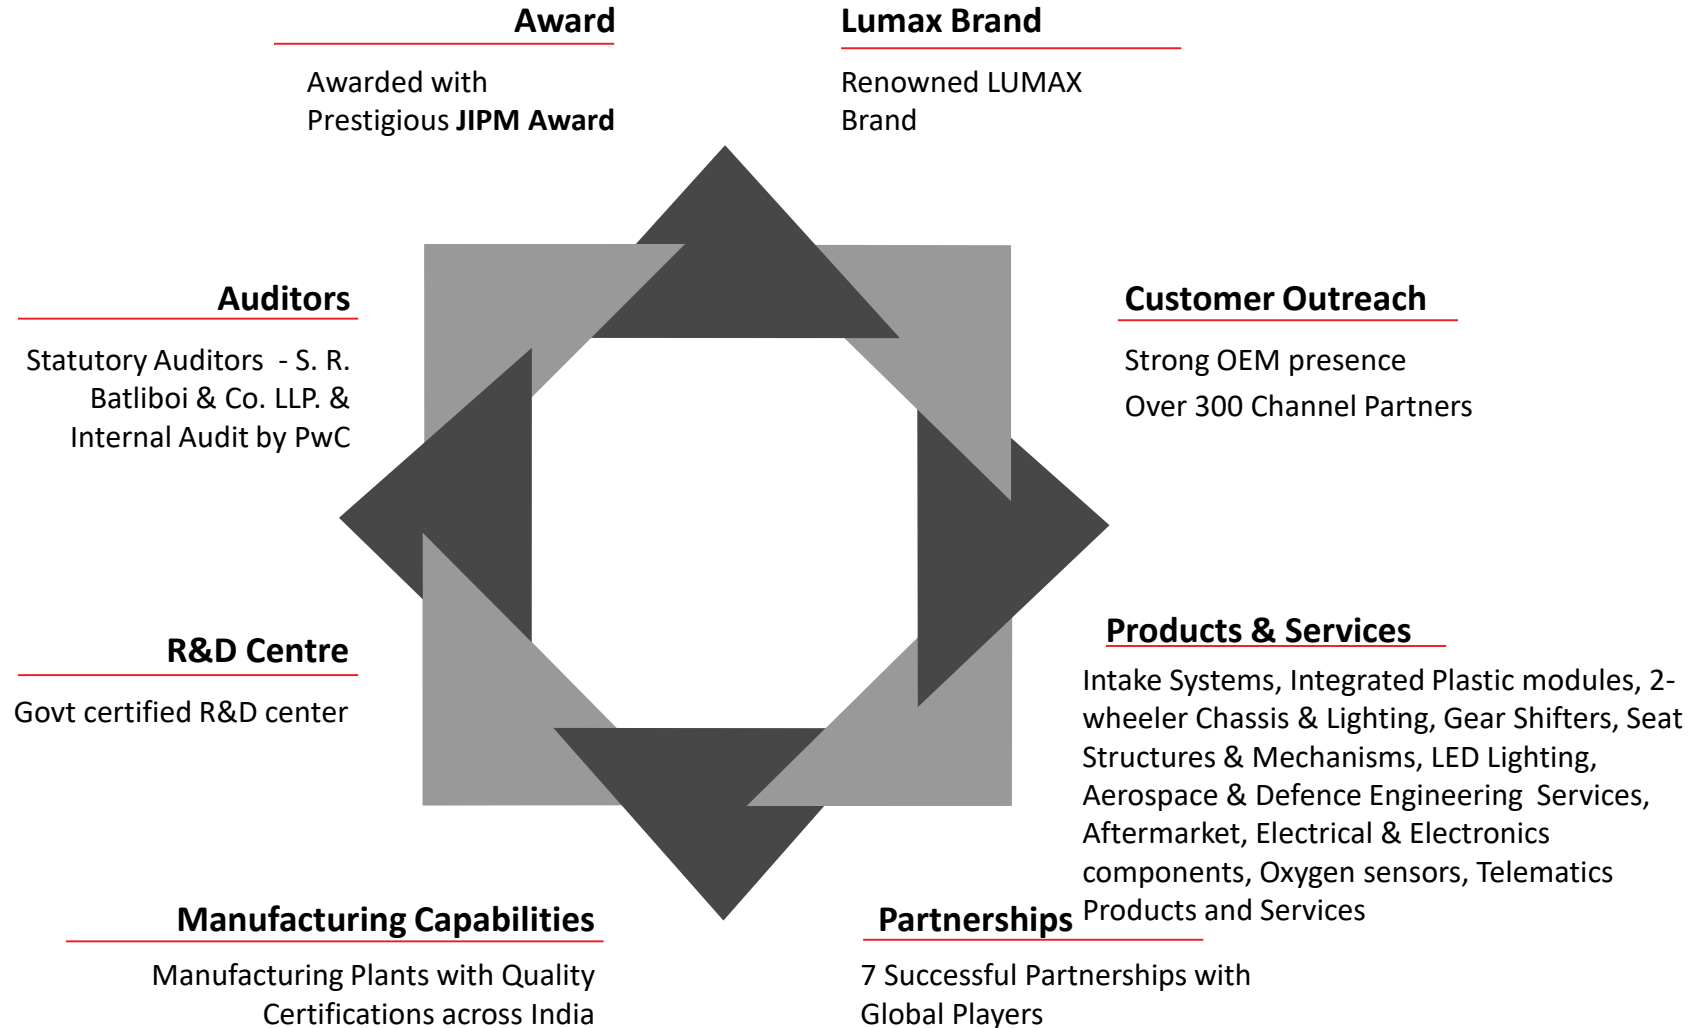 Award
Awarded with
Prestigious JIPM Award
Lumax Brand
Renowned LUMAX
Brand
Auditors
Statutory Auditors - S. R.
Batliboi & Co. LLP. &
Internal Audit by PwC
Customer Outreach
Strong OEM presence
Over 300 Channel Partners
R&D Centre
Govt certified R&D center
Products & Services
Intake Systems, Integrated Plastic modules, 2-
wheeler Chassis & Lighting, Gear Shifters, Seat
Structures & Mechanisms, LED Lighting,
Aerospace & Defence Engineering Services,
Aftermarket, Electrical & Electronics
components, Oxygen sensors, Telematics
Products and Services
Manufacturing Capabilities
Manufacturing Plants with Quality
Certifications across India
Partnerships
7 Successful Partnerships with
Global Players